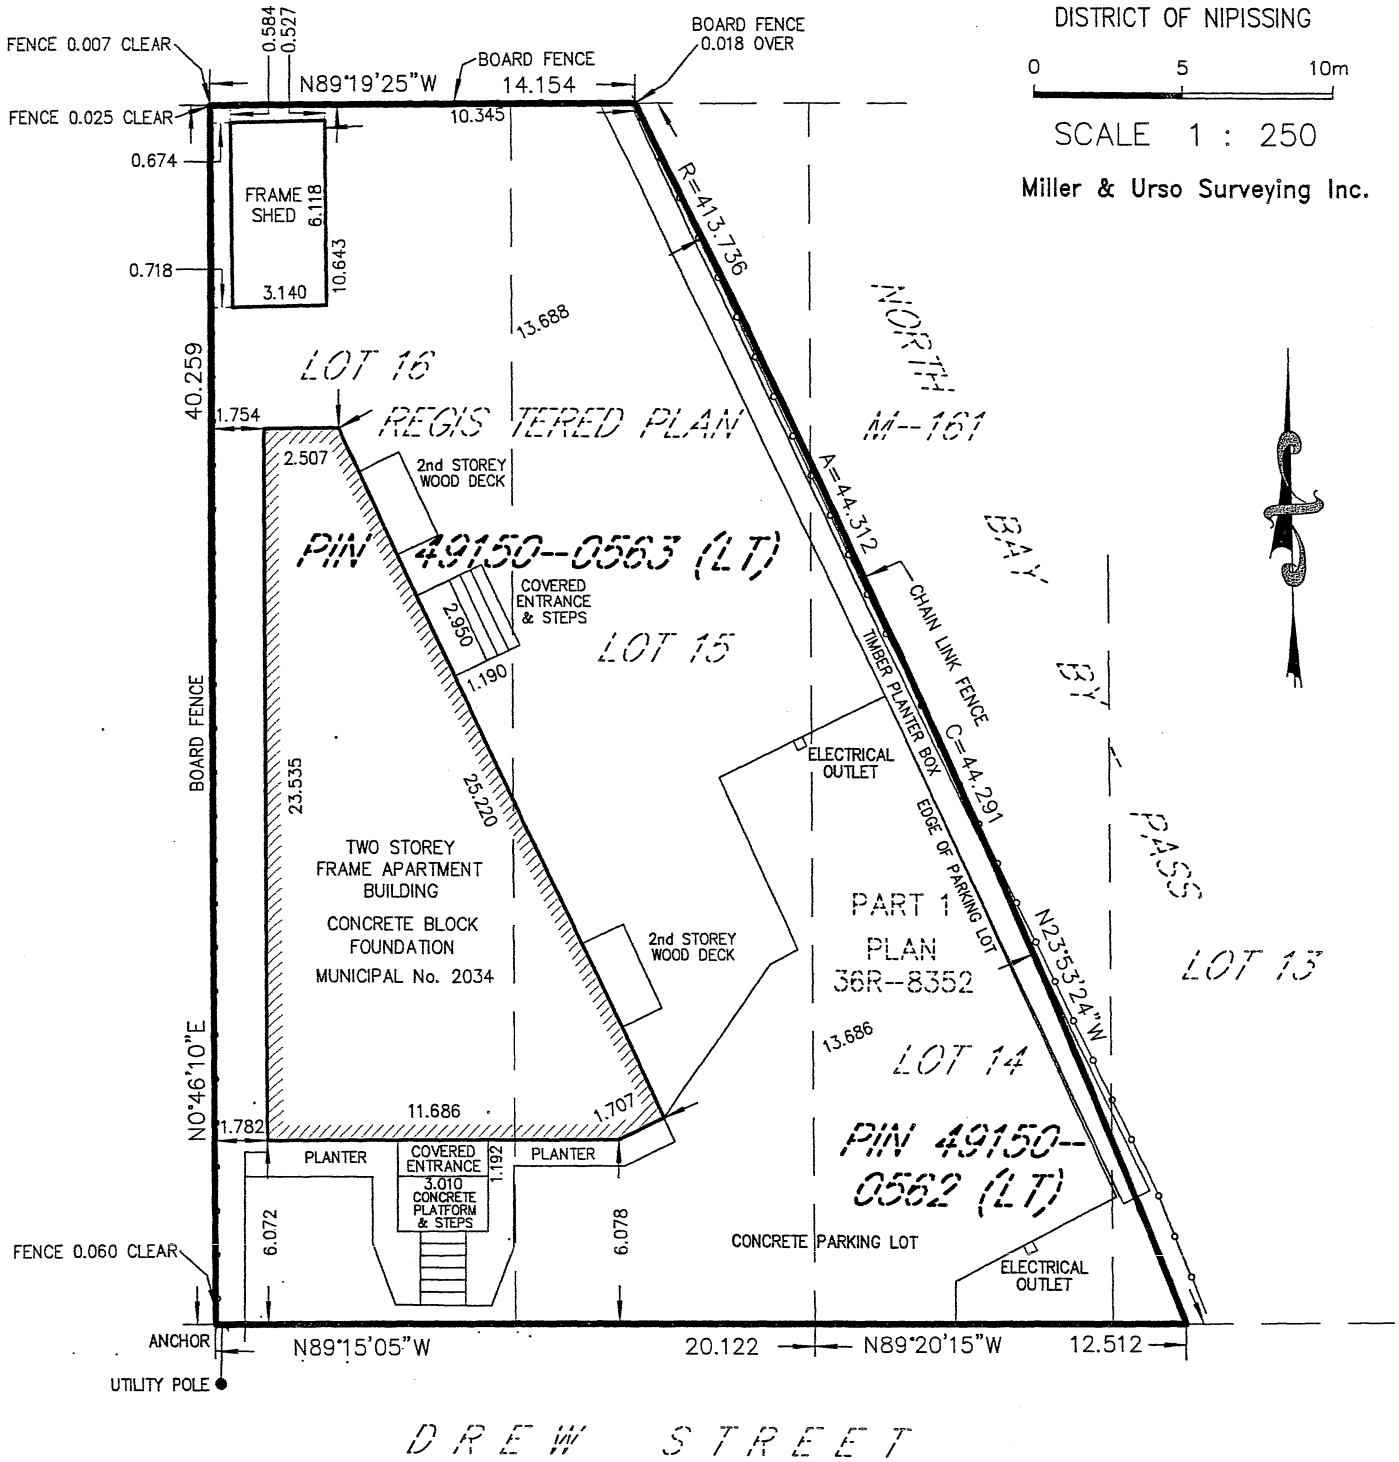 DISTRICT OF NIPISSING
0 5 10m
SCALE 1 : 250
Miller & Urso Surveying Inc.
FENCE 0.007 CLEAR
0.584
0.527
BOARD FENCE
BOARD FENCE
0.018 OVER
N89°19'25"W
14.154
FENCE 0.025 CLEAR
10.345
0.674
FRAME
SHED
6.118
R=413.736
0.718
3.140
10.643
13.688
NORTH
40.259
LOT 16
1.754
REGIS TERED PLAN
M-161
2.507
2nd STOREY
WOOD DECK
A=44.312
BAY
PIN 49150-0563 (LT)
COVERED
ENTRANCE
& STEPS
2.950
CHAIN LINK FENCE
LOT 15
1.190
TIMBER PLANTER BOX
BY-
BOARD FENCE
C=44.291
ELECTRICAL
OUTLET
23.535
25.220
EDGE OF PARKING LOT
PASS
TWO STOREY
FRAME APARTMENT
BUILDING
CONCRETE BLOCK
FOUNDATION
MUNICIPAL No. 2034
PART 1
PLAN
36R-8352
2nd STOREY
WOOD DECK
N23°53'24"W
LOT 13
N0°46'10"E
13.686
LOT 14
11.686
1.707
1.782
PLANTER
COVERED
ENTRANCE
1.192
PLANTER
3.010
CONCRETE
PLATFORM
& STEPS
PIN 49150-
0562 (LT)
6.072
6.078
CONCRETE PARKING LOT
FENCE 0.060 CLEAR
ELECTRICAL
OUTLET
ANCHOR
N89°15'05"W
20.122
N89°20'15"W
12.512
UTILITY POLE
DREW STREET